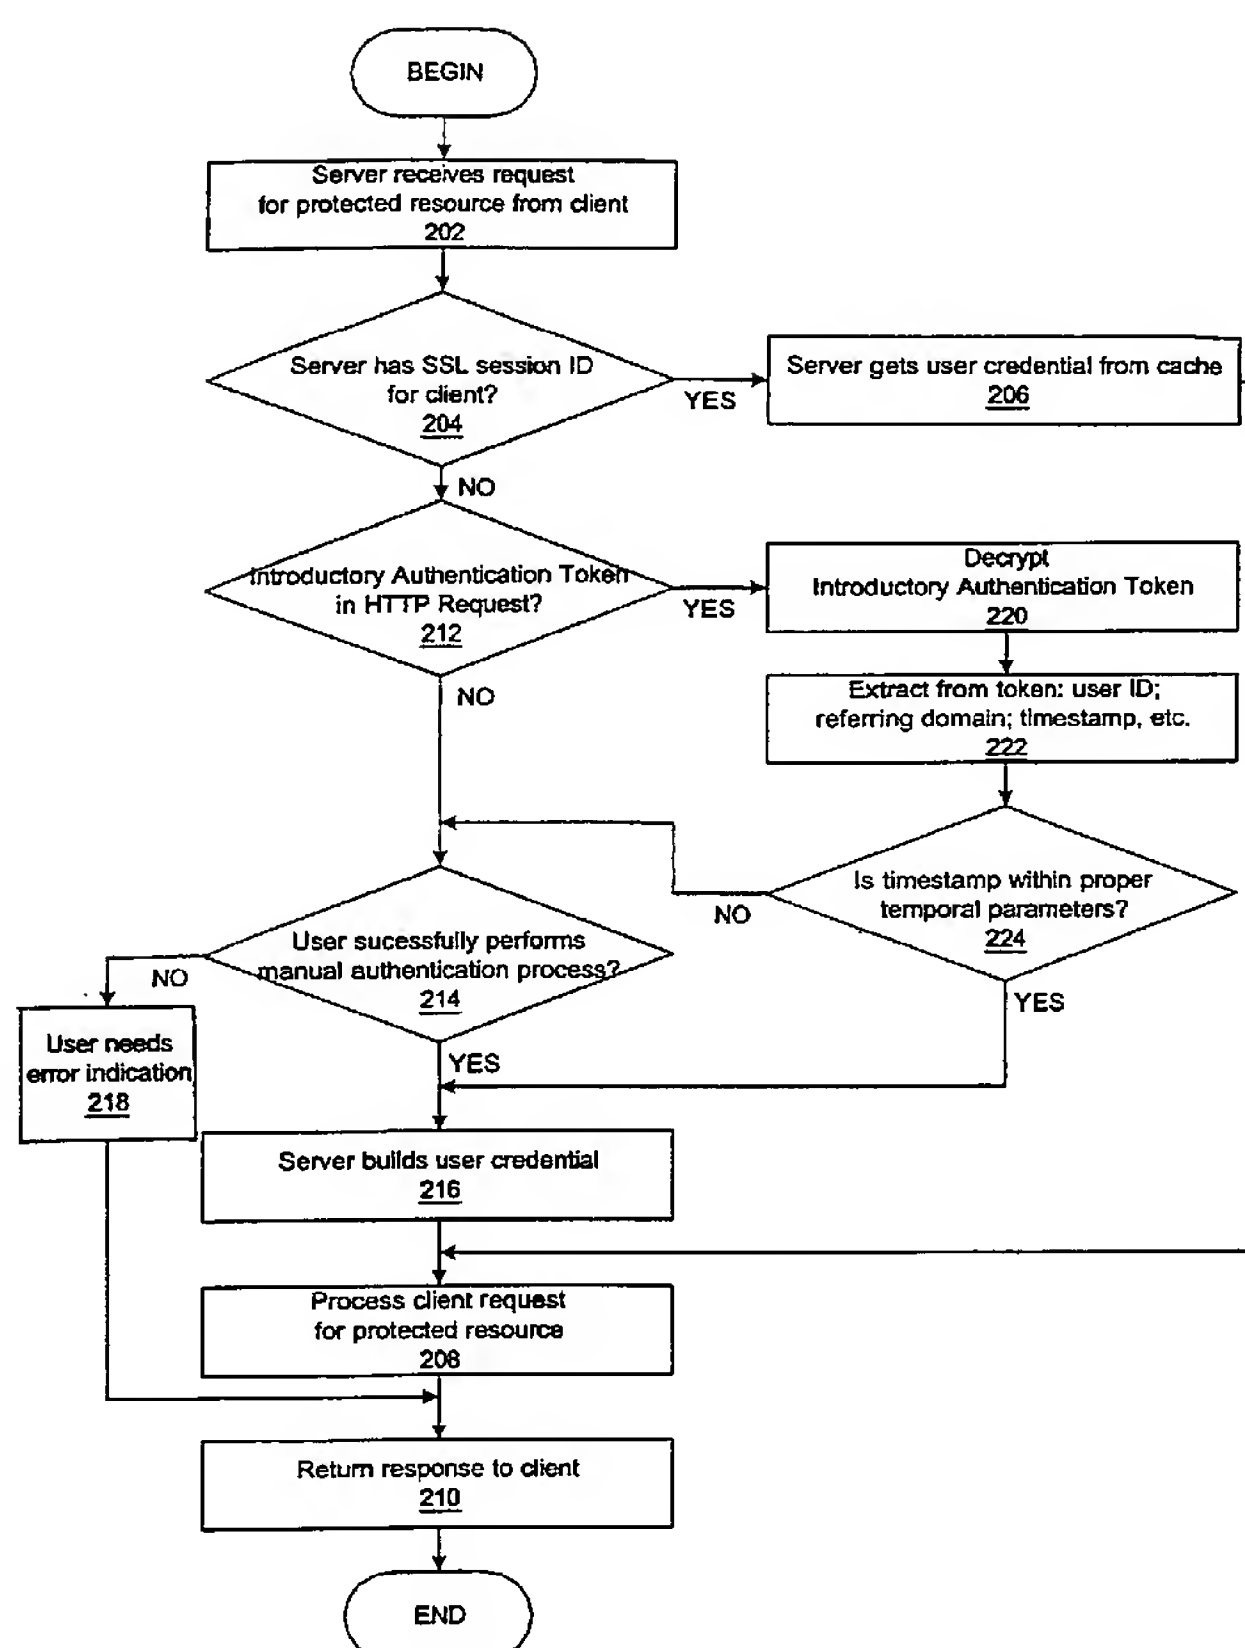 BEGIN
Server receives request
for protected resource from client
202
Server has SSL session ID
for client?
204
YES
Server gets user credential from cache
206
NO
Introductory Authentication Token
in HTTP Request?
212
YES
Decrypt
Introductory Authentication Token
220
NO
Extract from token: user ID;
referring domain; timestamp, etc.
222
Is timestamp within proper
temporal parameters?
224
NO
YES
User sucessfully performs
manual authentication process?
214
NO
YES
User needs
error indication
218
Server builds user credential
216
Process client request
for protected resource
208
Return response to client
210
END